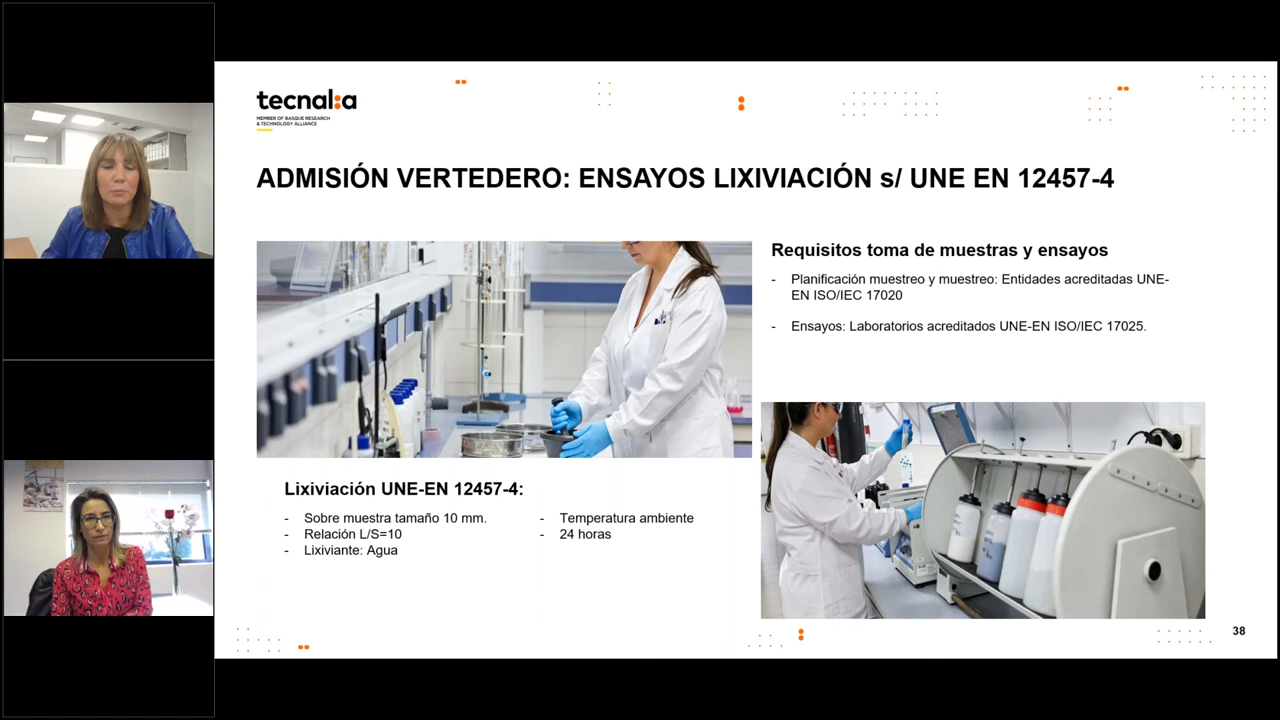 tecnalia
MEMBER OF BASQUE RESEARCH
& TECHNOLOGY ALLIANCE
ADMISIÓN VERTEDERO: ENSAYOS LIXIVIACIÓN s/ UNE EN 12457-4
Requisitos toma de muestras y ensayos
- Planificación muestreo y muestreo: Entidades acreditadas UNE-
EN ISO/IEC 17020
- Ensayos: Laboratorios acreditados UNE-EN ISO/IEC 17025.
Lixiviación UNE-EN 12457-4:
- Sobre muestra tamaño 10 mm.
- Relación L/S=10
- Lixiviante: Agua
- Temperatura ambiente
- 24 horas
38